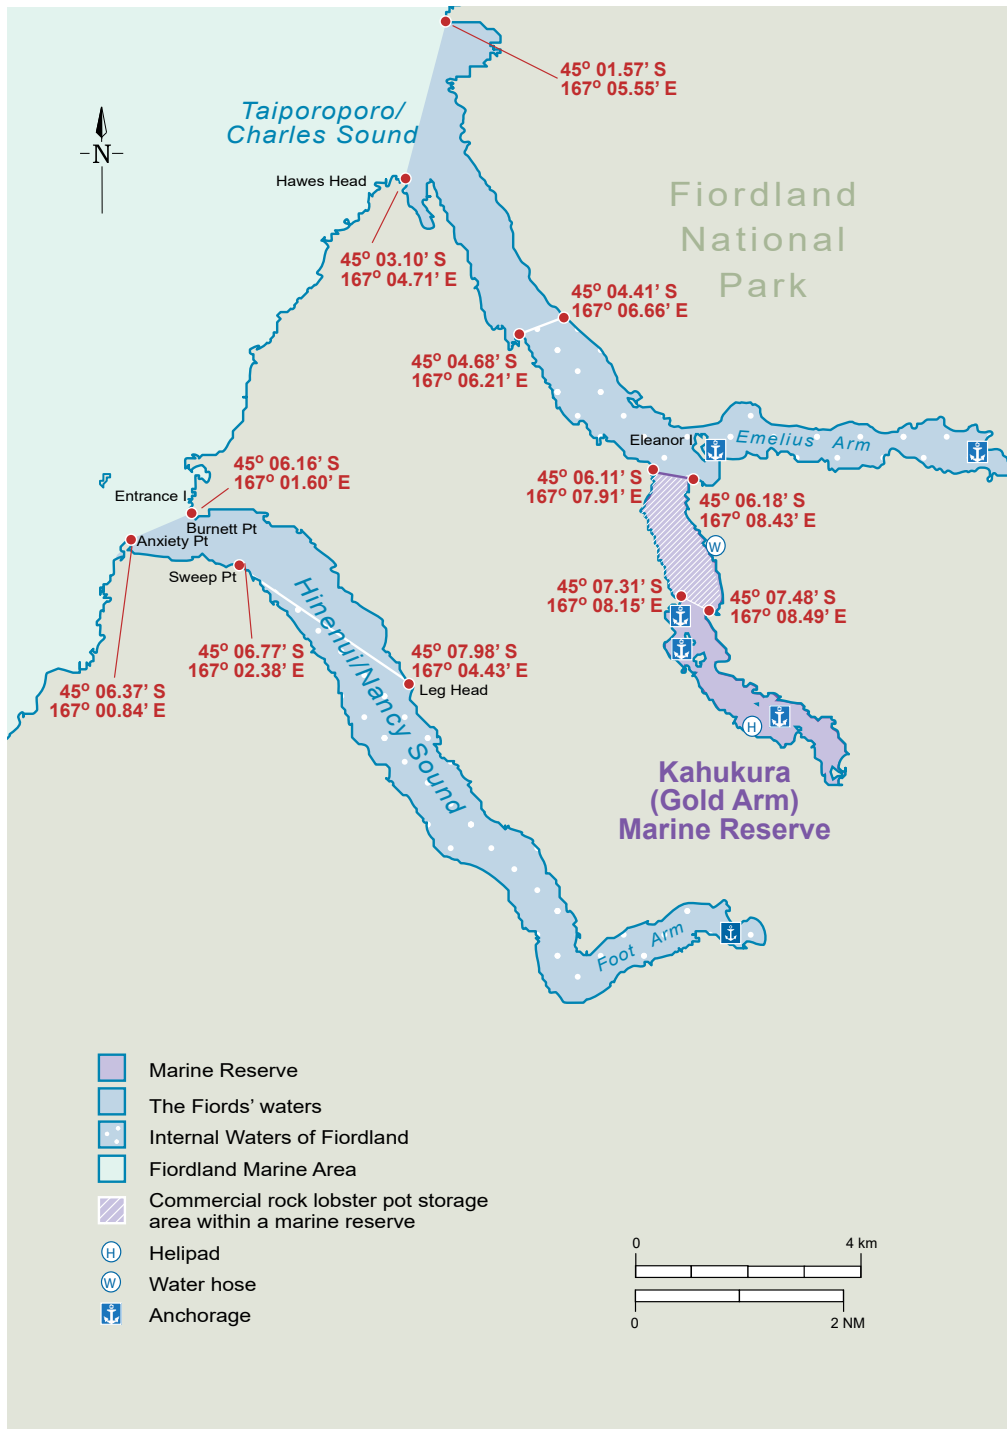 45° 01.57' S
167° 05.55' E
Taiporoporo/
Charles Sound
N
Hawes Head
Fiordland
National
Park
45° 03.10' S
167° 04.71' E
45° 04.41' S
167° 06.66' E
45° 04.68' S
167° 06.21' E
Eleanor I
Emelius Arm
45° 06.16' S
167° 01.60' E
Entrance I
Burnett Pt
Anxiety Pt
Sweep Pt
45° 06.11' S
167° 07.91' E
45° 06.18' S
167° 08.43' E
W
45° 07.31' S
167° 08.15' E
45° 07.48' S
167° 08.49' E
45° 06.37' S
167° 00.84' E
45° 06.77' S
167° 02.38' E
Hinenui/Nancy Sound
45° 07.98' S
167° 04.43' E
Leg Head
H
Kahukura
(Gold Arm)
Marine Reserve
Foot Arm
Marine Reserve
The Fiords' waters
Internal Waters of Fiordland
Fiordland Marine Area
Commercial rock lobster pot storage
area within a marine reserve
H Helipad
W Water hose
Anchorage
0 4 km
0 2 NM